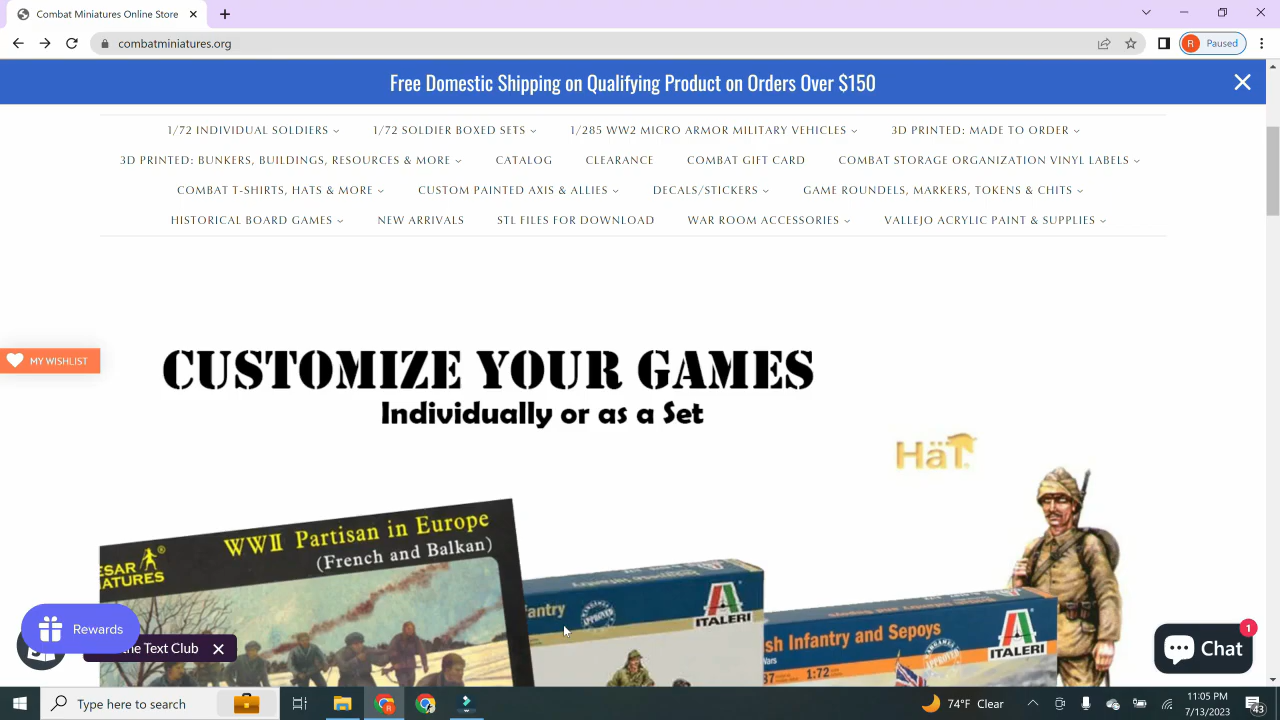 Combat Miniatures Online Store
combatminiatures.org
R Paused
Free Domestic Shipping on Qualifying Product on Orders Over $150
1/72 INDIVIDUAL SOLDIERS 1/72 SOLDIER BOXED SETS 1/285 WW2 MICRO ARMOR MILITARY VEHICLES 3D PRINTED: MADE TO ORDER
3D PRINTED: BUNKERS, BUILDINGS, RESOURCES & MORE CATALOG CLEARANCE COMBAT GIFT CARD COMBAT STORAGE ORGANIZATION VINYL LABELS
COMBAT T-SHIRTS, HATS & MORE CUSTOM PAINTED AXIS & ALLIES DECALS/STICKERS GAME ROUNDELS, MARKERS, TOKENS & CHITS
HISTORICAL BOARD GAMES NEW ARRIVALS STL FILES FOR DOWNLOAD WAR ROOM ACCESSORIES VALLEJO ACRYLIC PAINT & SUPPLIES
MY WISHLIST
CUSTOMIZE YOUR GAMES
Individually or as a Set
HäT
WWII Partisan in Europe
(French and Balkan)
ESAR
ATURES
antry
ITALERI
sh Infantry and Sepoys
Wars
37
1:72
ITALERI
Rewards
the Text Club
Chat
1
Type here to search
74°F Clear
11:05 PM
7/13/2023
43